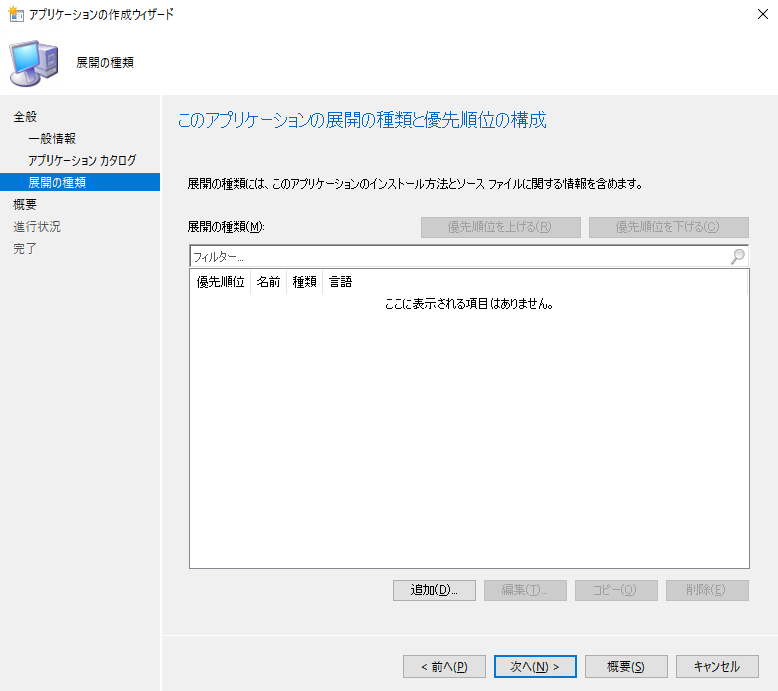 アプリケーションの作成ウィザード
展開の種類
全般
一般情報
アプリケーション カタログ
展開の種類
概要
進行状況
完了
このアプリケーションの展開の種類と優先順位の構成
展開の種類には、このアプリケーションのインストール方法とソース ファイルに関する情報を含めます。
展開の種類(M):
優先順位を上げる(R)
優先順位を下げる(C)
フィルター...
優先順位 名前 種類 言語
ここに表示される項目はありません。
追加(D)... 編集(T)... コピー(O) 削除(E)
< 前へ(P) 次へ(N) > 概要(S) キャンセル